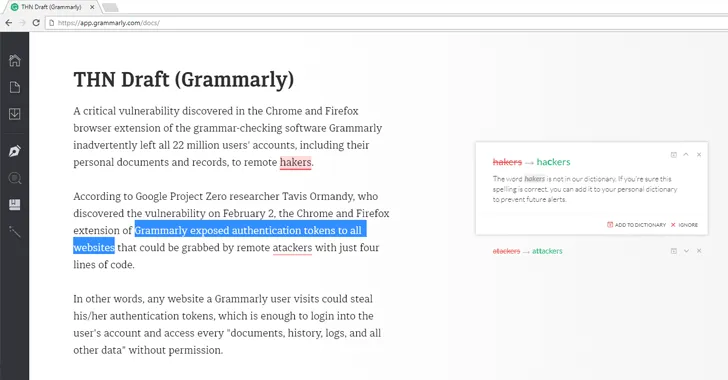 THN Draft (Grammarly)
https://app.grammarly.com/docs/
THN Draft (Grammarly)
A critical vulnerability discovered in the Chrome and Firefox
browser extension of the grammar-checking software Grammarly
inadvertently left all 22 million users' accounts, including their
personal documents and records, to remote hakers.
According to Google Project Zero researcher Tavis Ormandy, who
discovered the vulnerability on February 2, the Chrome and Firefox
extension of Grammarly exposed authentication tokens to all
websites that could be grabbed by remote atackers with just four
lines of code.
In other words, any website a Grammarly user visits could steal
his/her authentication tokens, which is enough to login into the
user's account and access every "documents, history, logs, and all
other data" without permission.
hakers → hackers
The word hakers is not in our dictionary. If you're sure this
spelling is correct, you can add it to your personal dictionary
to prevent future alerts.
ADD TO DICTIONARY IGNORE
atackers → attackers